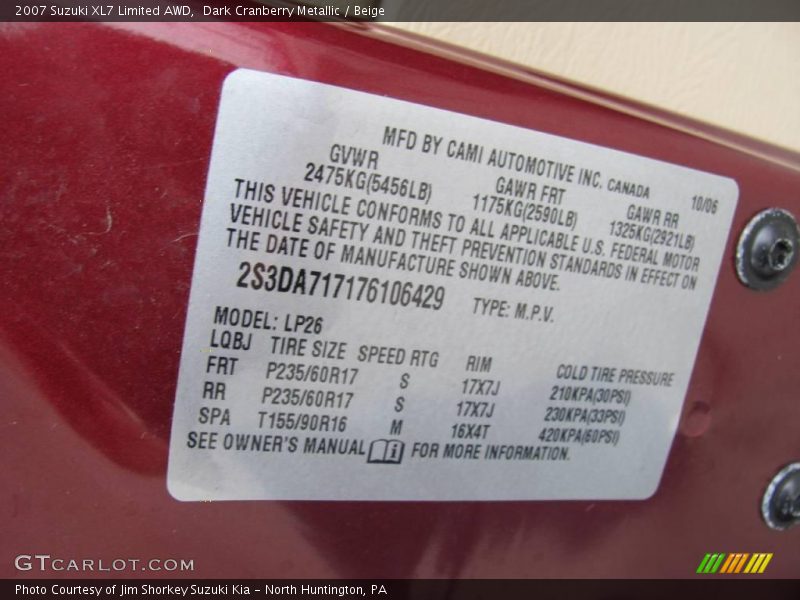 2007 Suzuki XL7 Limited AWD,  Dark Cranberry Metallic / Beige
MFD BY CAMI AUTOMOTIVE INC. CANADA 10/06
GVWR GAWR FRT GAWR RR
2475KG(5456LB) 1175KG(2590LB) 1325KG(2921LB)
THIS VEHICLE CONFORMS TO ALL APPLICABLE U.S. FEDERAL MOTOR
VEHICLE SAFETY AND THEFT PREVENTION STANDARDS IN EFFECT ON
THE DATE OF MANUFACTURE SHOWN ABOVE.
2S3DA717176106429 TYPE: M.P.V.
MODEL: LP26
LQBJ TIRE SIZE SPEED RTG RIM COLD TIRE PRESSURE
FRT P235/60R17 S 17X7J 210KPA(30PSI)
RR P235/60R17 S 17X7J 230KPA(33PSI)
SPA T155/90R16 M 16X4T 420KPA(60PSI)
SEE OWNER'S MANUAL i FOR MORE INFORMATION.
GTCARLOT.COM
Photo Courtesy of Jim Shorkey Suzuki Kia – North Huntington, PA